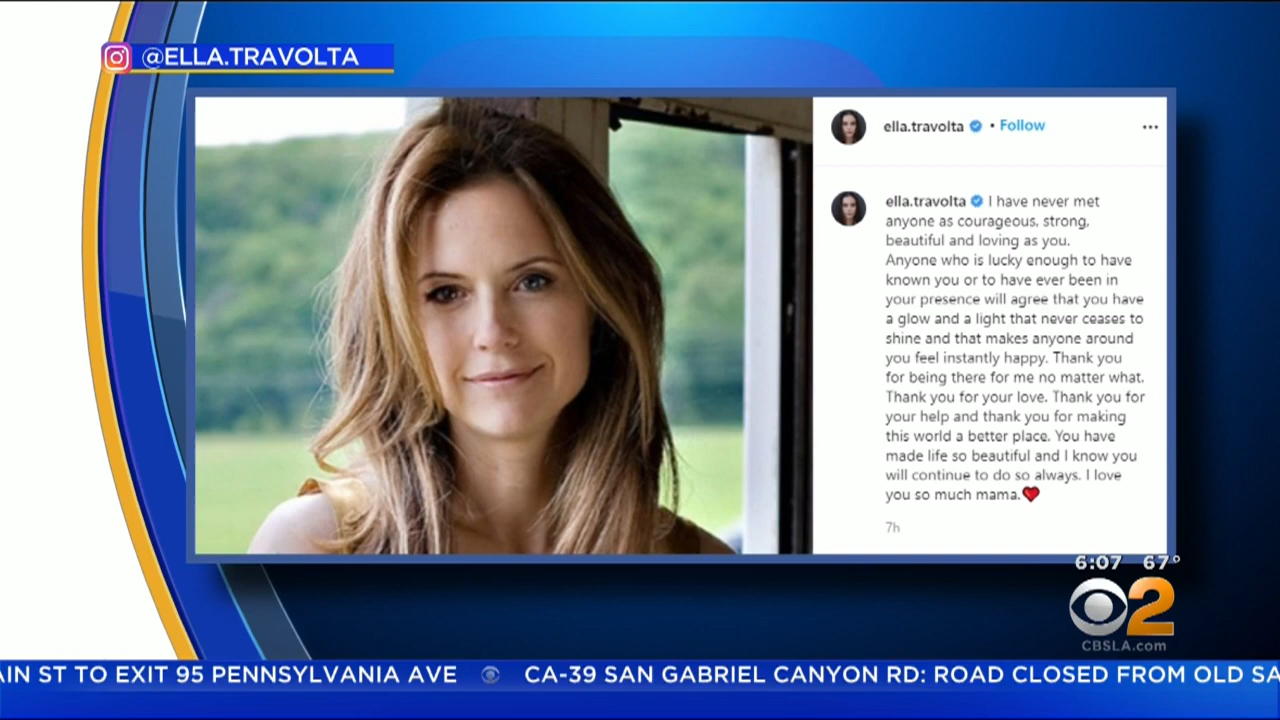 @ELLA.TRAVOLTA
ella.travolta • Follow
...
ella.travolta I have never met
anyone as courageous, strong,
beautiful and loving as you.
Anyone who is lucky enough to have
known you or to have ever been in
your presence will agree that you have
a glow and a light that never ceases to
shine and that makes anyone around
you feel instantly happy. Thank you
for being there for me no matter what.
Thank you for your love. Thank you for
your help and thank you for making
this world a better place. You have
made life so beautiful and I know you
will continue to do so always. I love
you so much mama.❤️
7h
6:07 67°
2
CBSLA.com
AIN ST TO EXIT 95 PENNSYLVANIA AVE CA-39 SAN GABRIEL CANYON RD: ROAD CLOSED FROM OLD SA